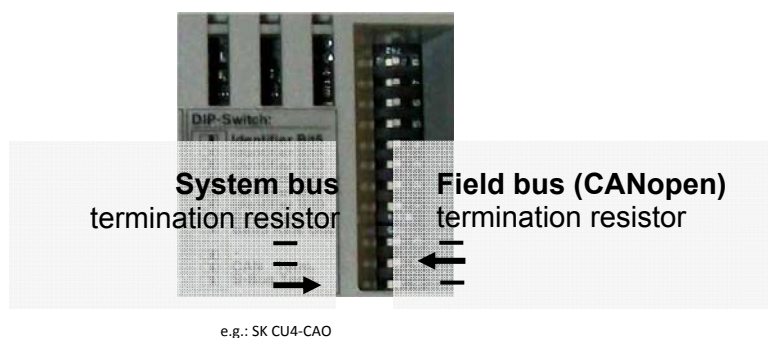 DIP-Switch:
Identifier Bit5
System bus
termination resistor
Field bus (CANopen)
termination resistor
e.g.: SK CU4-CAO